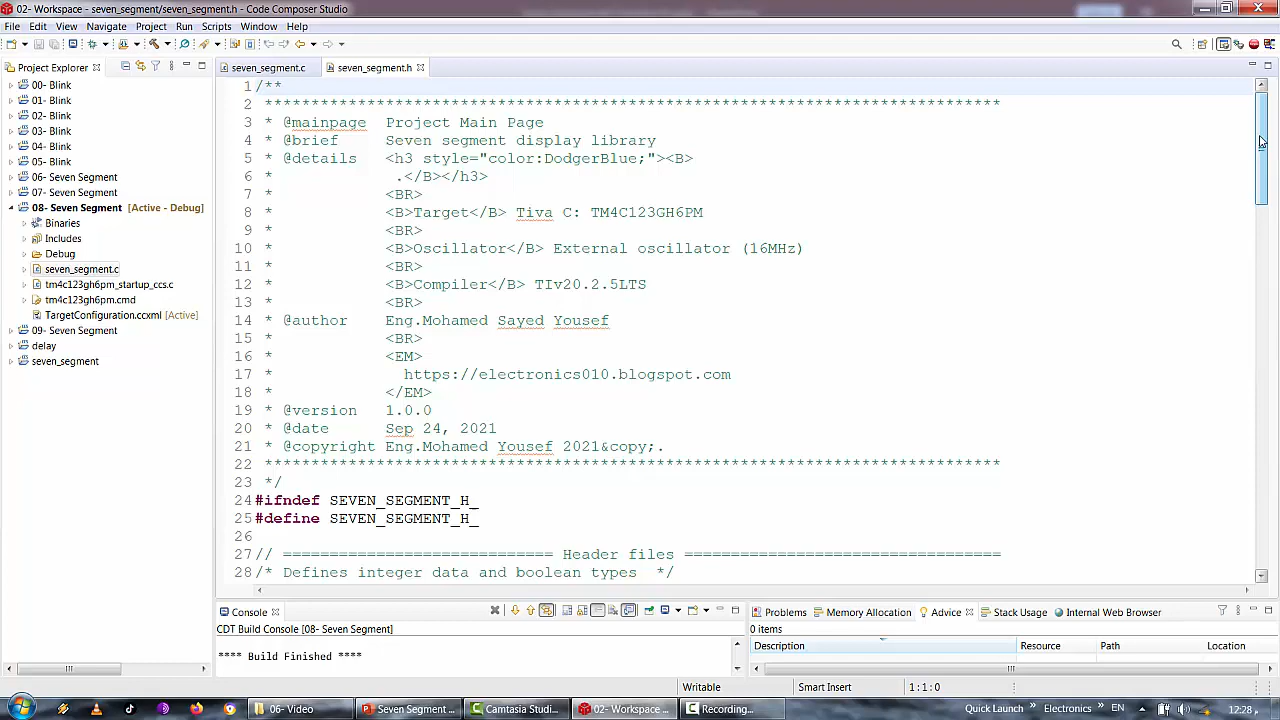 02- Workspace - seven_segment/seven_segment.h - Code Composer Studio
File Edit View Navigate Project Run Scripts Window Help
Project Explorer
seven_segment.c
seven_segment.h
00- Blink
01- Blink
02- Blink
03- Blink
04- Blink
05- Blink
06- Seven Segment
07- Seven Segment
08- Seven Segment [Active - Debug]
Binaries
Includes
Debug
seven_segment.c
tm4c123gh6pm_startup_ccs.c
tm4c123gh6pm.cmd
TargetConfiguration.ccxml [Active]
09- Seven Segment
delay
seven_segment
1 /**
2 *******************************************************************************
3 * @mainpage Project Main Page
4 * @brief Seven segment display library
5 * @details <h3 style="color:DodgerBlue;"><B>
6 * .</B></h3>
7 * <BR>
8 * <B>Target</B> Tiva C: TM4C123GH6PM
9 * <BR>
10 * <B>Oscillator</B> External oscillator (16MHz)
11 * <BR>
12 * <B>Compiler</B> TIv20.2.5LTS
13 * <BR>
14 * @author Eng.Mohamed Sayed Yousef
15 * <BR>
16 * <EM>
17 * https://electronics010.blogspot.com
18 * </EM>
19 * @version 1.0.0
20 * @date Sep 24, 2021
21 * @copyright Eng.Mohamed Yousef 2021&copy;.
22 *******************************************************************************
23 */
24 #ifndef SEVEN_SEGMENT_H_
25 #define SEVEN_SEGMENT_H_
26
27 // ============================= Header files ==================================
28 /* Defines integer data and boolean types */
Console
CDT Build Console [08- Seven Segment]
**** Build Finished ****
Problems Memory Allocation Advice Stack Usage Internal Web Browser
0 items
Description Resource Path Location
Writable Smart Insert 1:1:0
06- Video
Seven Segment ...
Camtasia Studi...
02- Workspace ...
Recording...
Quick Launch » Electronics » EN 12:28